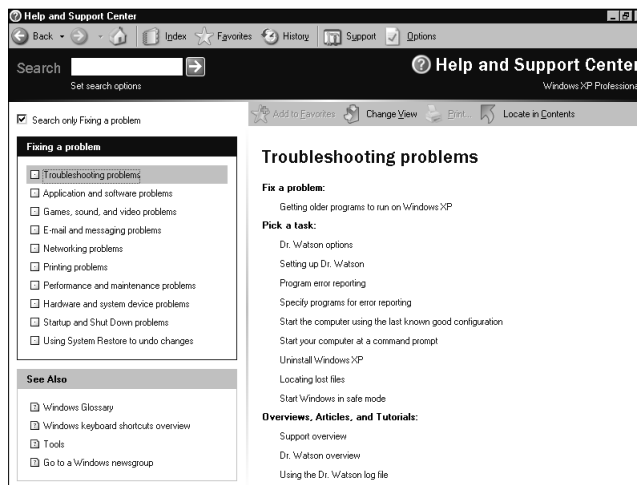 Help and Support Center
Back Index Favorites History Support Options
Search
Set search options
Help and Support Center
Windows XP Professional
Search only Fixing a problem
Add to Favorites Change View Print... Locate in Contents
Fixing a problem
Troubleshooting problems
Application and software problems
Games, sound, and video problems
E-mail and messaging problems
Networking problems
Printing problems
Performance and maintenance problems
Hardware and system device problems
Startup and Shut Down problems
Using System Restore to undo changes
See Also
Windows Glossary
Windows keyboard shortcuts overview
Tools
Go to a Windows newsgroup
Troubleshooting problems
Fix a problem:
Getting older programs to run on Windows XP
Pick a task:
Dr. Watson options
Setting up Dr. Watson
Program error reporting
Specify programs for error reporting
Start the computer using the last known good configuration
Start your computer at a command prompt
Uninstall Windows XP
Locating lost files
Start Windows in safe mode
Overviews, Articles, and Tutorials:
Support overview
Dr. Watson overview
Using the Dr. Watson log file